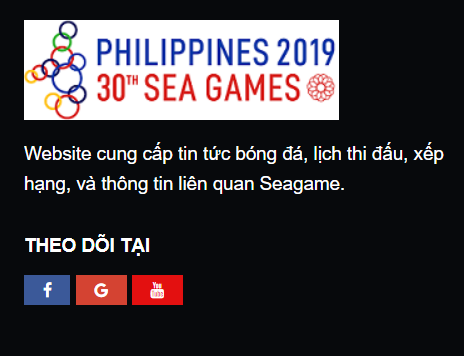 PHILIPPINES 2019
30TH SEA GAMES
Website cung cấp tin tức bóng đá, lịch thi đấu, xếp
hạng, và thông tin liên quan Seagame.
THEO DÕI TẠI
f G You Tube